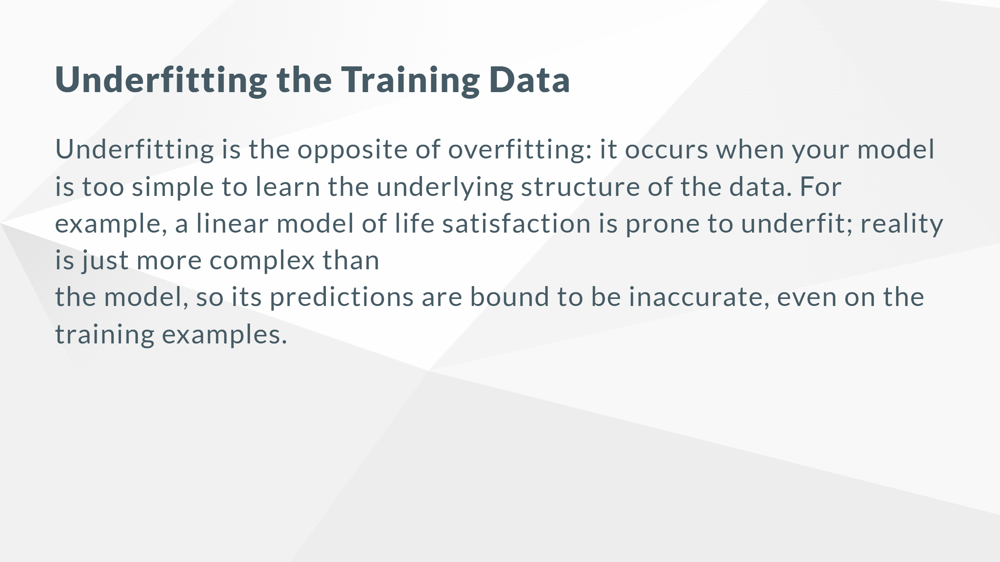 Underfitting the Training Data
Underfitting is the opposite of overfitting: it occurs when your model
is too simple to learn the underlying structure of the data. For
example, a linear model of life satisfaction is prone to underfit; reality
is just more complex than
the model, so its predictions are bound to be inaccurate, even on the
training examples.